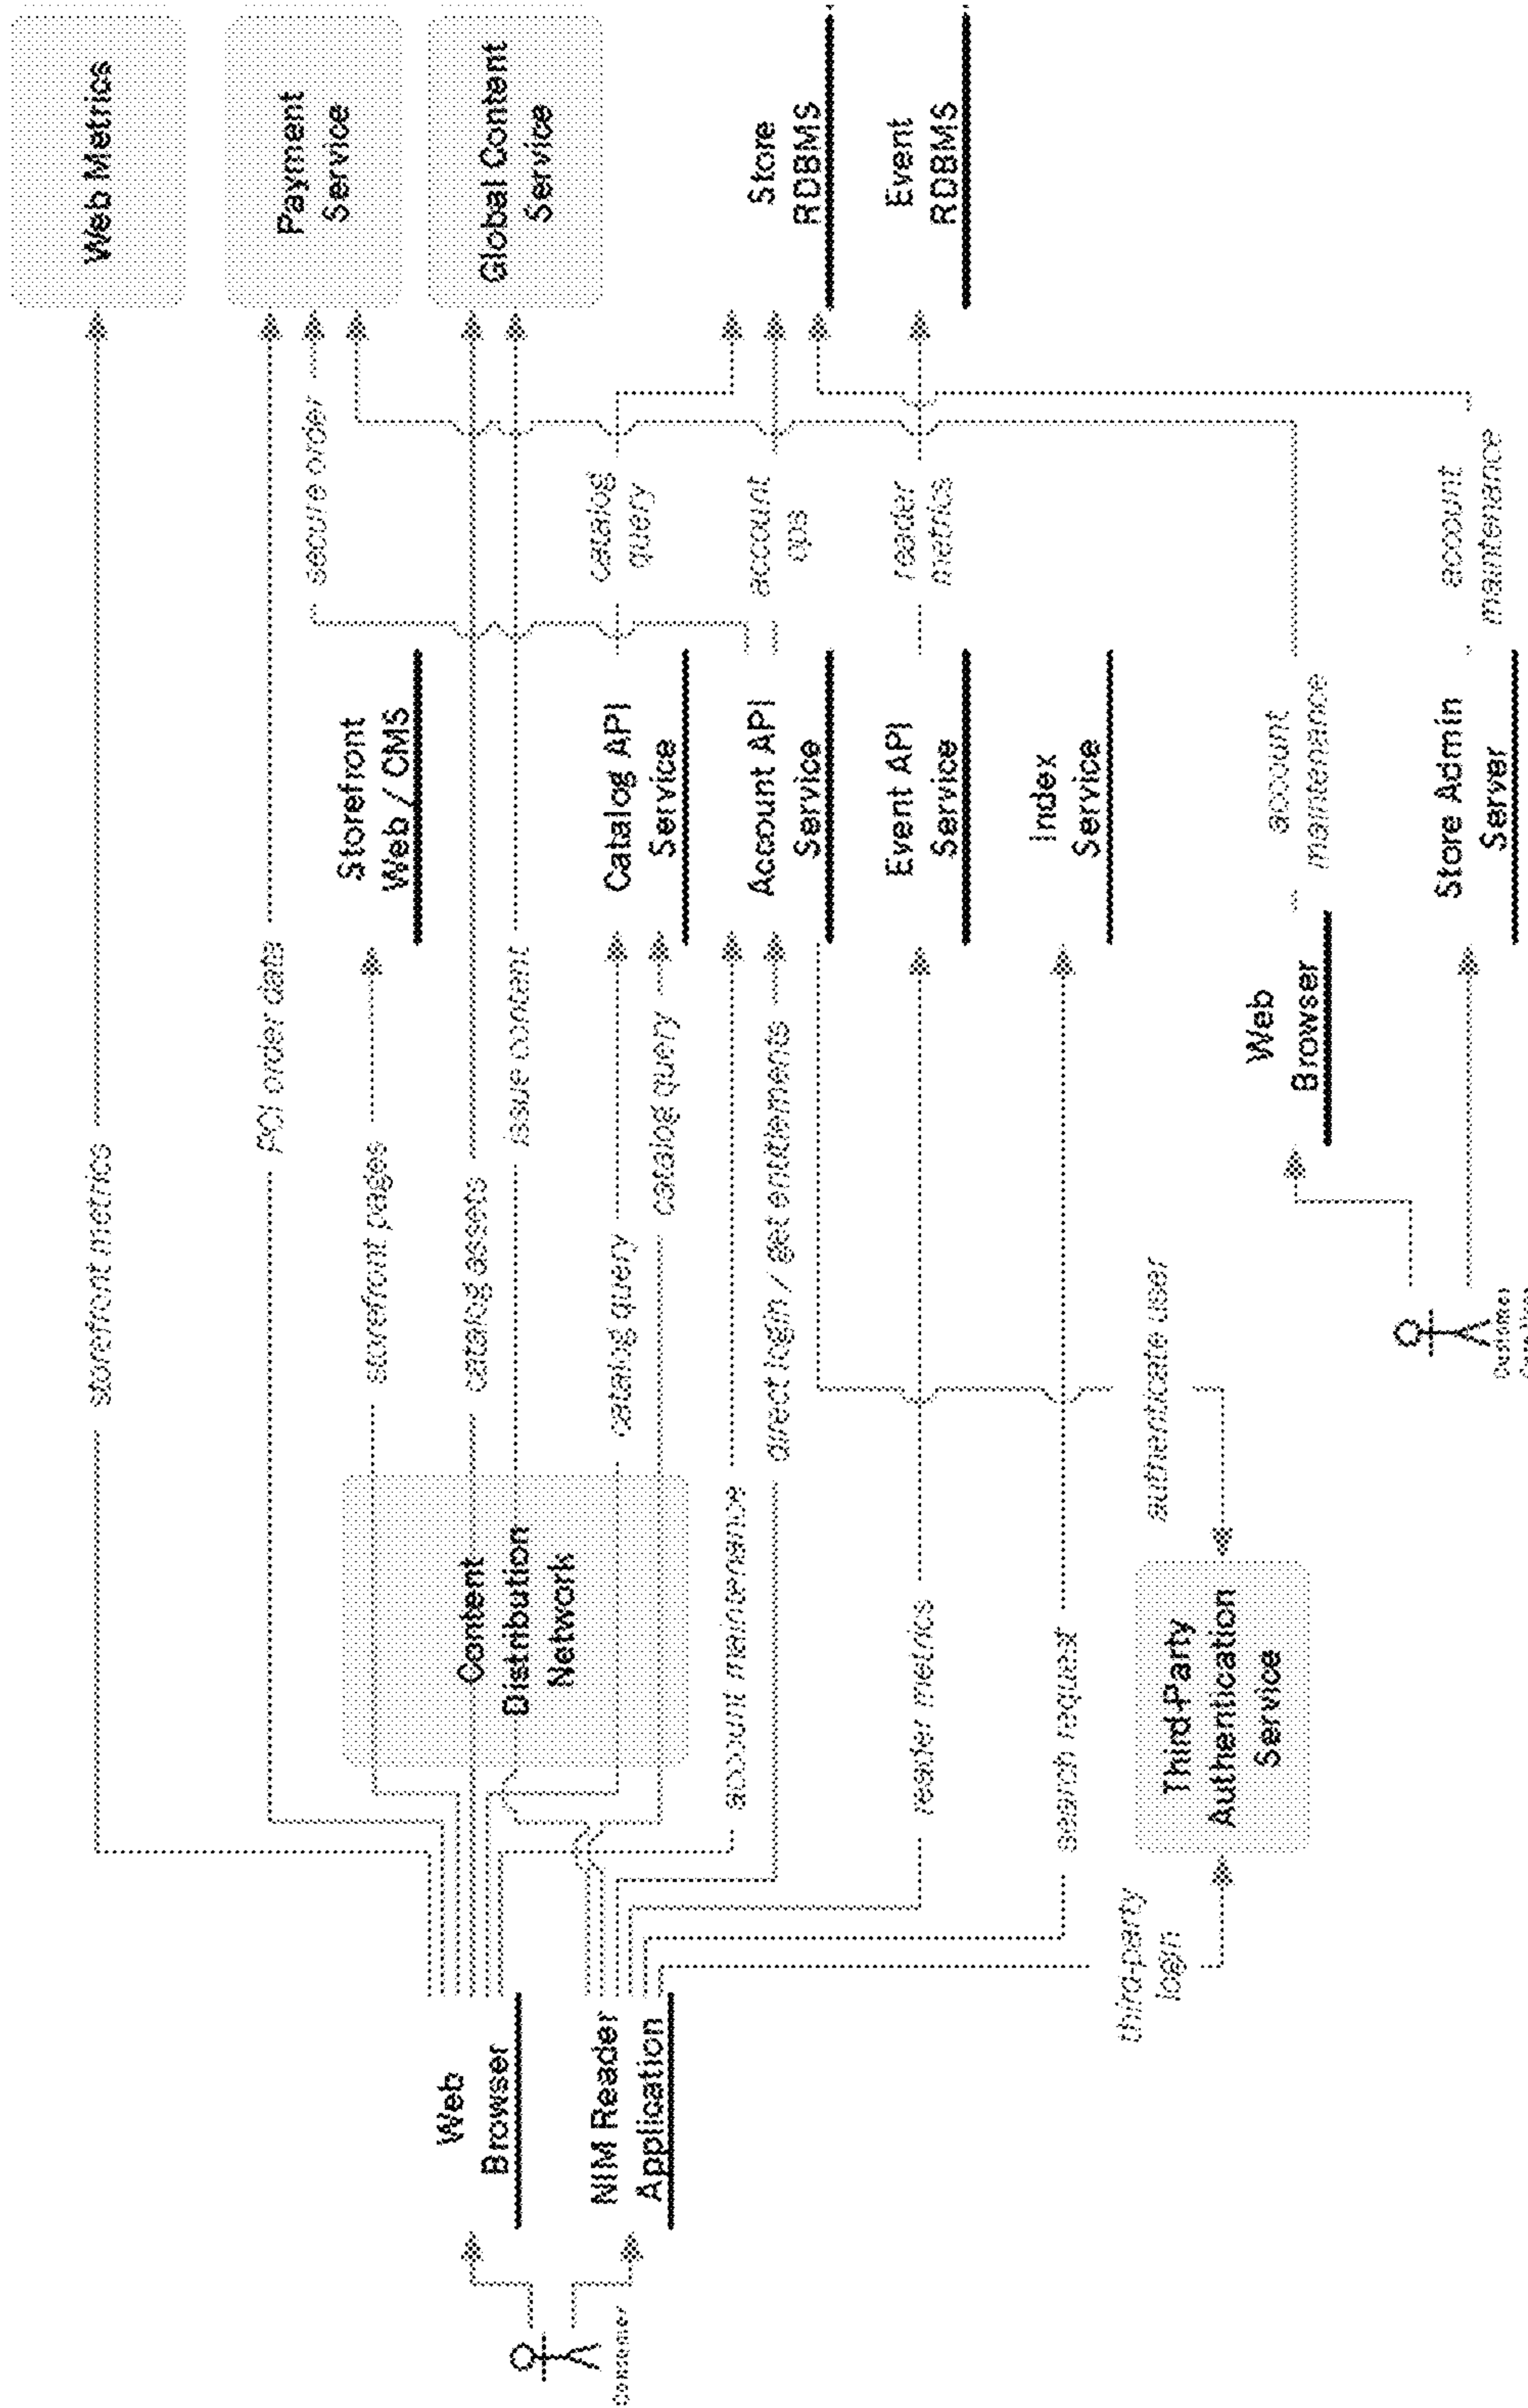 Consumer
Web
Browser
NIM Reader
Application
storefront metrics
PCI order data
storefront pages
catalog assets
issue content
catalog query
catalog query
account maintenance
direct login / get entitlements
reader metrics
search request
third-party
login
Content
Distribution
Network
Third-Party
Authentication
Service
authenticate user
Storefront
Web / CMS
Catalog API
Service
Account API
Service
Event API
Service
Index
Service
Web
Browser
Store Admin
Server
Customer
secure order
catalog
query
account
ops
reader
metrics
account
maintenance
account
maintenance
Web Metrics
Payment
Service
Global Content
Service
Store
RDBMS
Event
RDBMS